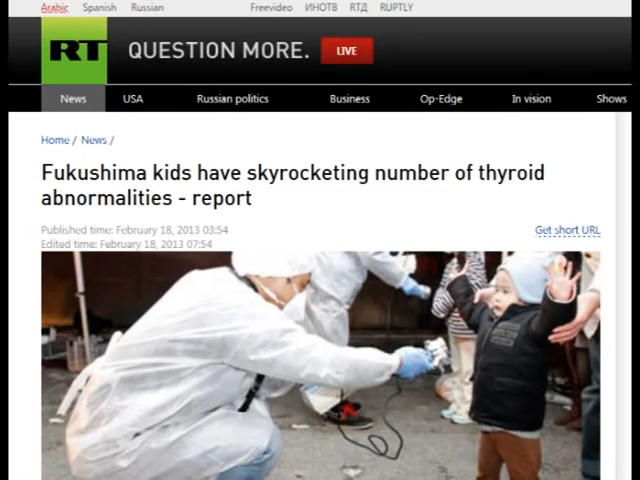 Arabic Spanish Russian Freevideo ИНОТВ RTД RUPTLY
RT QUESTION MORE. LIVE
News USA Russian politics Business Op-Edge In vision Shows
Home / News /
Fukushima kids have skyrocketing number of thyroid
abnormalities - report
Published time: February 18, 2013 03:54 Get short URL
Edited time: February 18, 2013 07:54